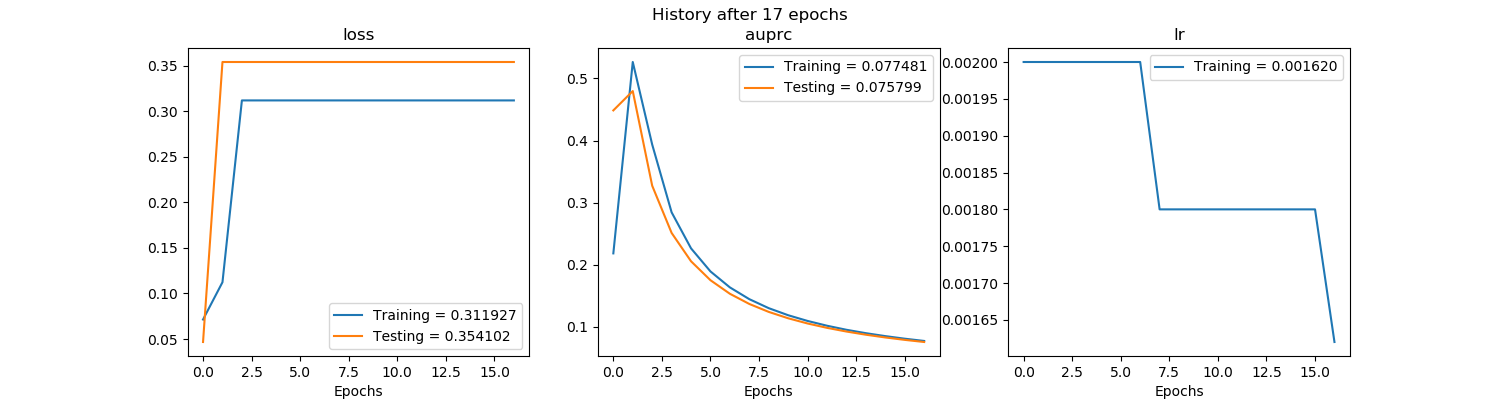 History after 17 epochs
loss
0.35
0.30
0.25
0.20
0.15
0.10
0.05
Training = 0.311927
Testing = 0.354102
0.0 2.5 5.0 7.5 10.0 12.5 15.0
Epochs
auprc
0.5
0.4
0.3
0.2
0.1
Training = 0.077481
Testing = 0.075799
0.0 2.5 5.0 7.5 10.0 12.5 15.0
Epochs
lr
0.00200
0.00195
0.00190
0.00185
0.00180
0.00175
0.00170
0.00165
Training = 0.001620
0.0 2.5 5.0 7.5 10.0 12.5 15.0
Epochs